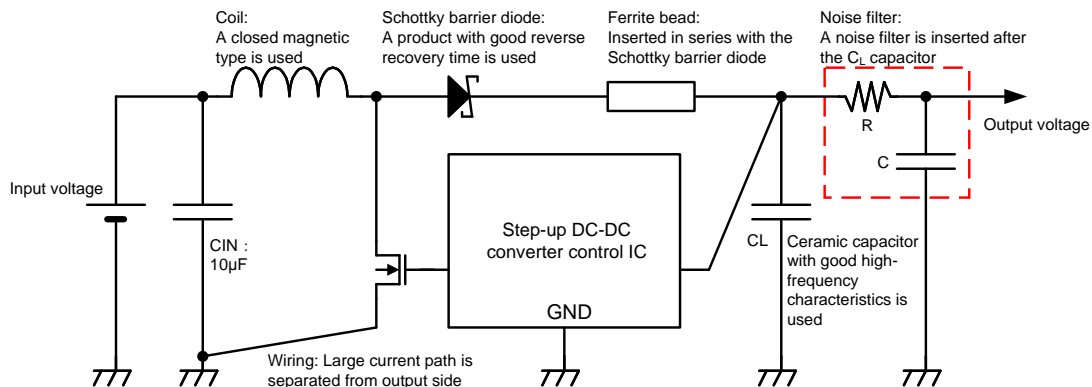 Coil:
A closed magnetic
type is used
Schottky barrier diode:
A product with good reverse
recovery time is used
Ferrite bead:
Inserted in series with the
Schottky barrier diode
Noise filter:
A noise filter is inserted after
the CL capacitor
R
C
Output voltage
Input voltage
CIN :
10µF
Step-up DC-DC
converter control IC
GND
CL
Ceramic capacitor
with good high-
frequency
characteristics is
used
Wiring: Large current path is
separated from output side